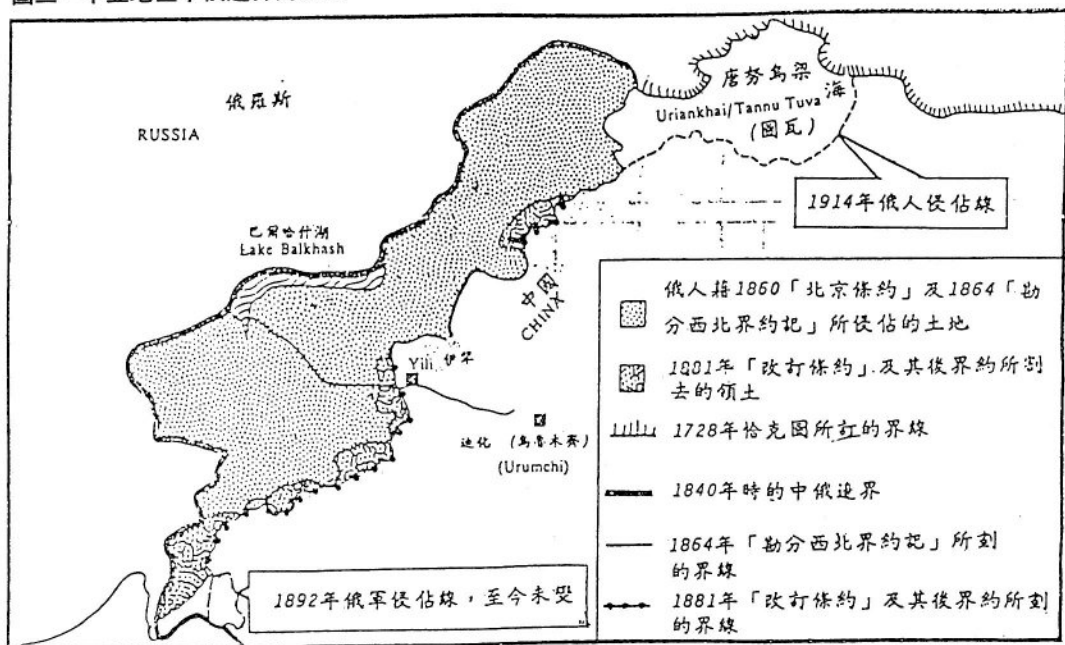 俄羅斯
RUSSIA
唐努烏梁海
Uriankhai/Tannu Tuva
(圖瓦)
1914年俄人侵佔線
巴爾哈什湖
Lake Balkhash
中國
CHINA
Yili 伊犂
迪化 (烏魯木齊)
(Urumchi)
1892年俄軍侵佔線，至今未變
俄人藉1860「北京條約」及1864「勘
分西北界約記」所侵佔的土地
1881年「改訂條約」及其後界約所割
去的領土
1728年恰克圖所訂的界線
1840年時的中俄邊界
1864年「勘分西北界約記」所劃
的界線
1881年「改訂條約」及其後界約所劃
的界線